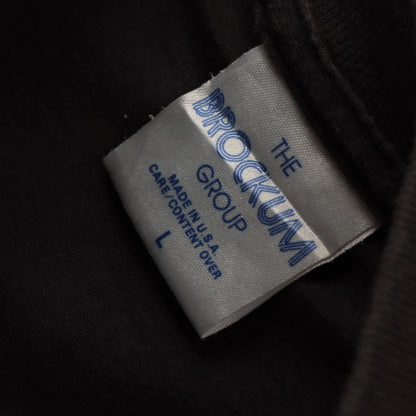 THE
BROCKUM
GROUP
MADE IN U.S.A
CARE/CONTENT OVER
L